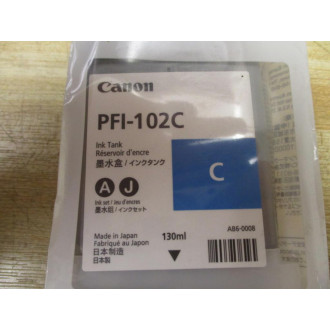 Canon
PFI-102C
Ink Tank
Réservoir d'encre
墨水盒 / インクタンク
A J
C
Ink set / Jeu d'encres
墨水组 / インクセット
Made in Japan
Fabriqué au Japon
日本制造
日本製
130ml
AB6-0008